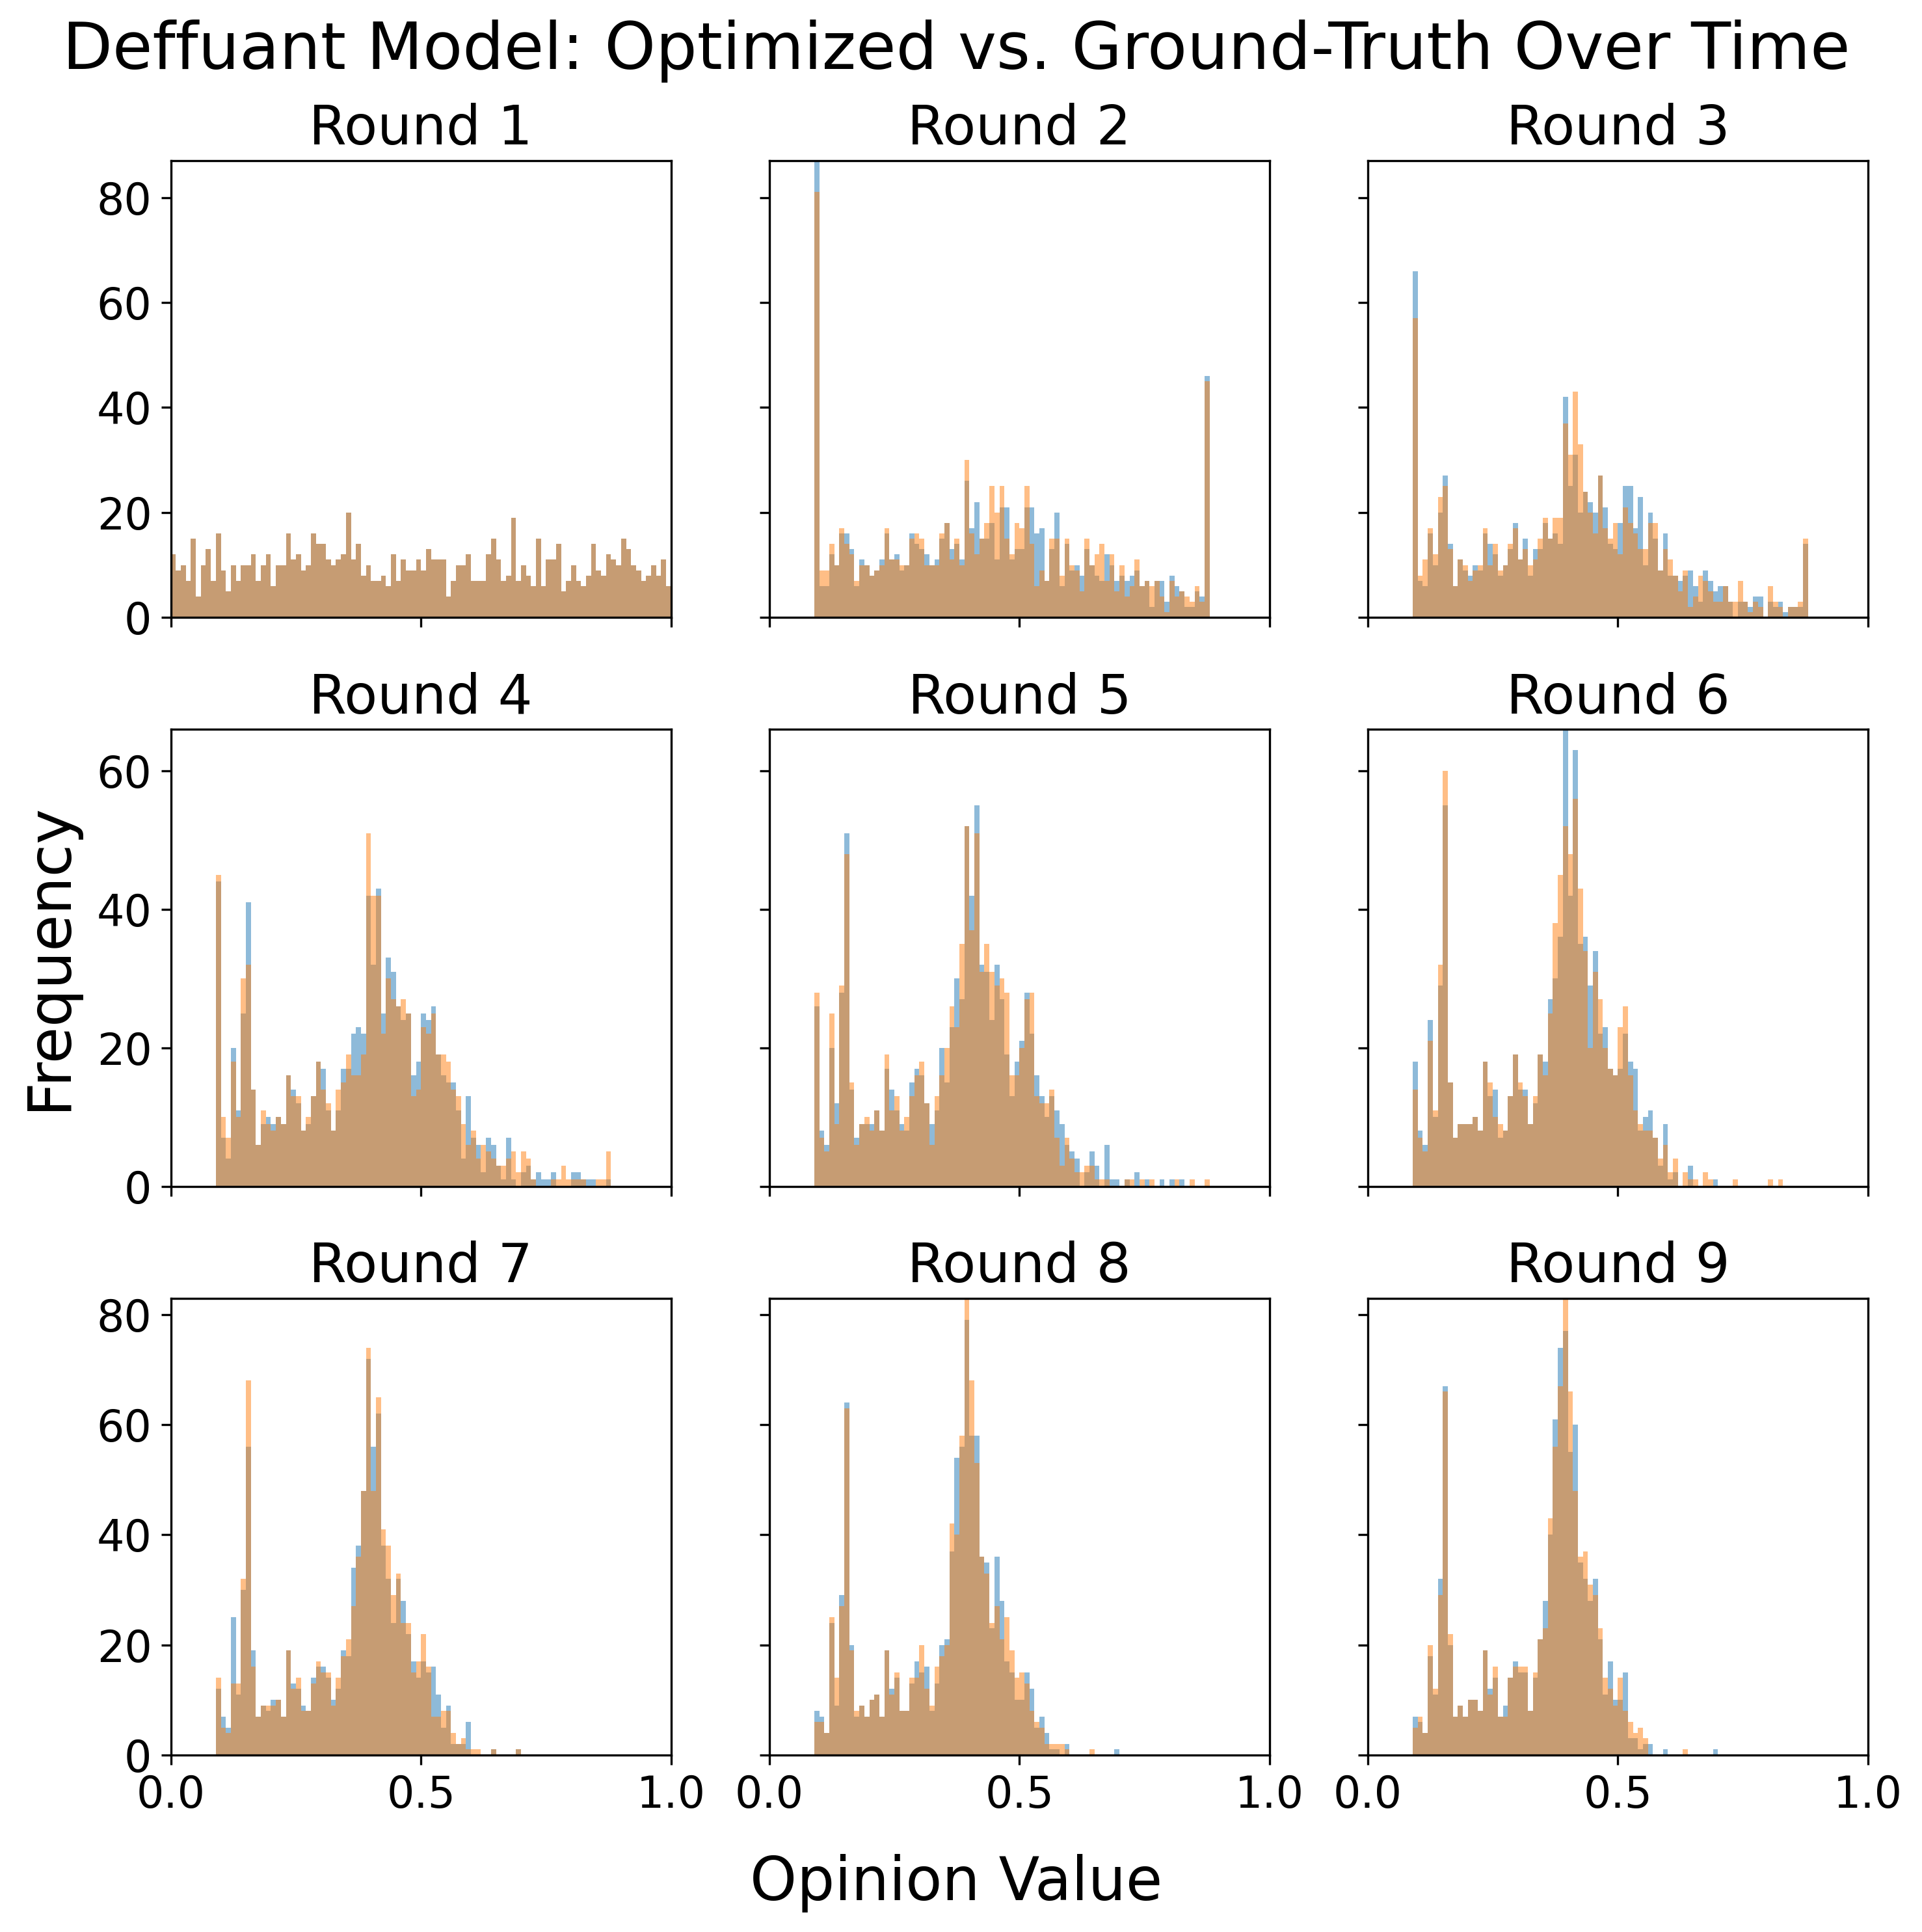 Deffuant Model: Optimized vs. Ground-Truth Over Time
Round 1
Round 2
Round 3
80
60
40
20
0
Round 4
Round 5
Round 6
60
40
20
0
Frequency
Round 7
Round 8
Round 9
80
60
40
20
0
0.0 0.5 1.0
0.0 0.5 1.0
0.0 0.5 1.0
Opinion Value